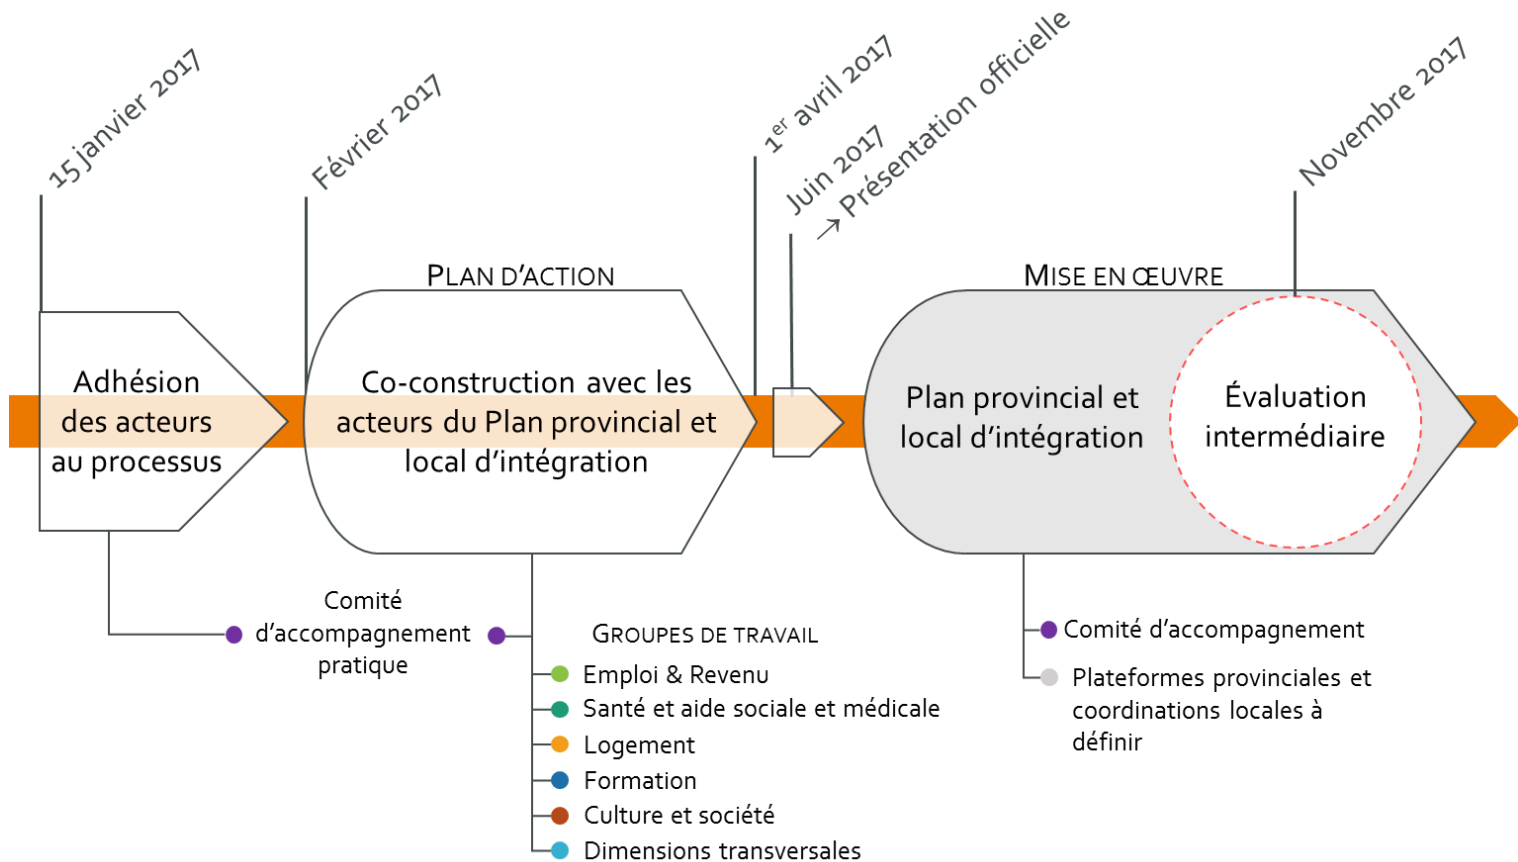 15 janvier 2017
Février 2017
1er avril 2017
Juin 2017
→ Présentation officielle
Novembre 2017
PLAN D’ACTION
MISE EN ŒUVRE
Adhésion
des acteurs
au processus
Co-construction avec les
acteurs du Plan provincial et
local d’intégration
Plan provincial et
local d’intégration
Évaluation
intermédiaire
Comité
d’accompagnement
pratique
GROUPES DE TRAVAIL
Emploi & Revenu
Santé et aide sociale et médicale
Logement
Formation
Culture et société
Dimensions transversales
Comité d’accompagnement
Plateformes provinciales et
coordinations locales à
définir